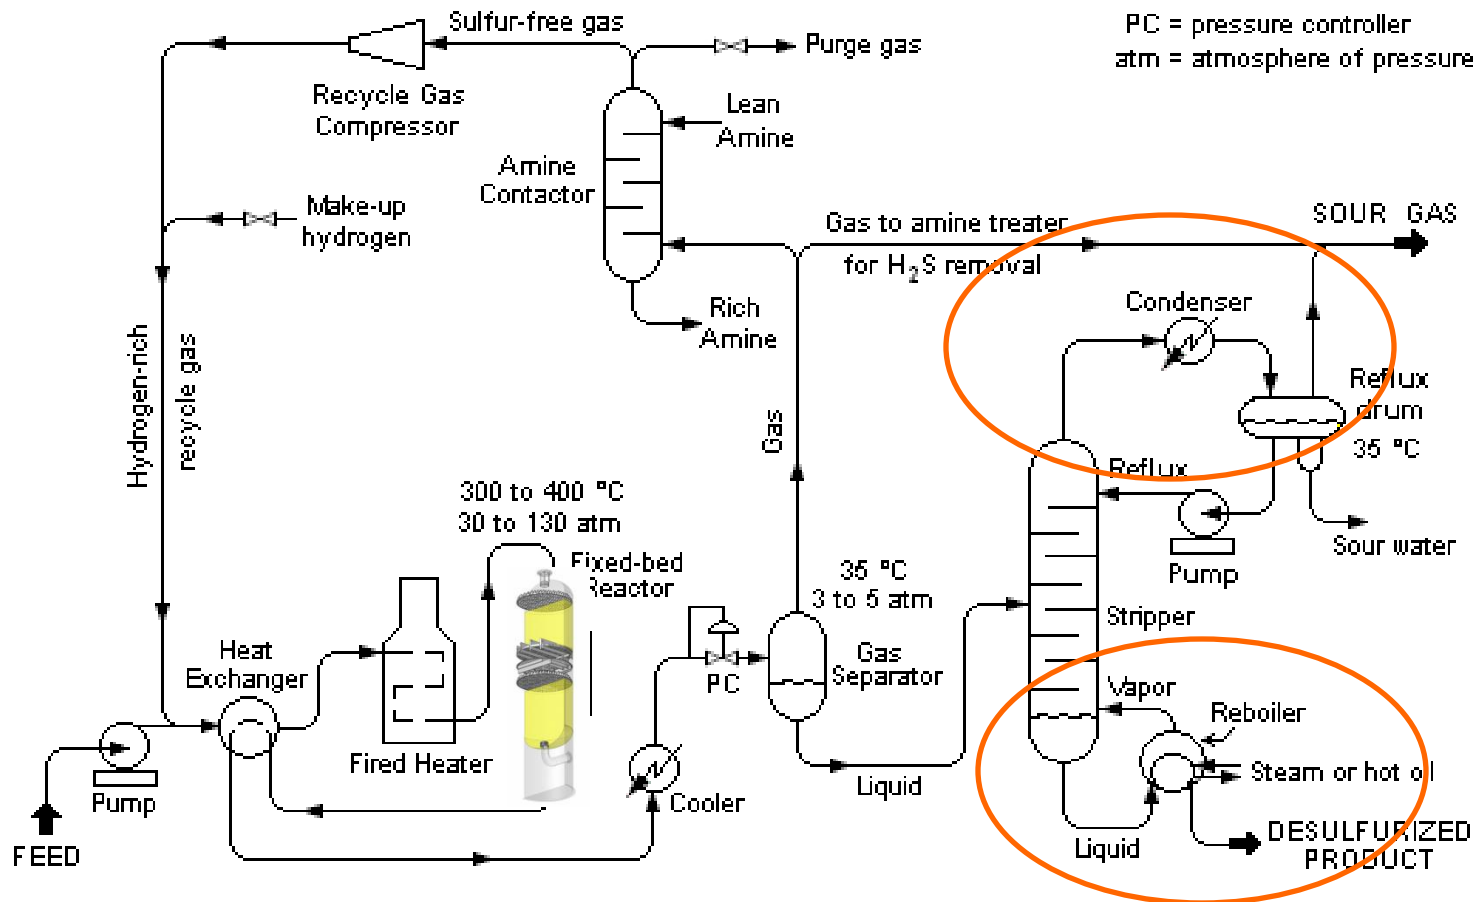 Sulfur-free gas
Purge gas
PC = pressure controller
atm = atmosphere of pressure
Recycle Gas
Compressor
Lean
Amine
Amine
Contactor
Make-up
hydrogen
Gas to amine treater
for H₂S removal
SOUR GAS
Rich
Amine
Condenser
Hydrogen-rich
recycle gas
Gas
Reflux
drum
35 °C
Reflux
Pump
Sour water
300 to 400 °C
30 to 130 atm
Fixed-bed
Reactor
35 °C
3 to 5 atm
Stripper
Heat
Exchanger
PC
Gas
Separator
Vapor
Reboiler
Fired Heater
Steam or hot oil
Pump
Cooler
Liquid
FEED
Liquid
DESULFURIZED
PRODUCT